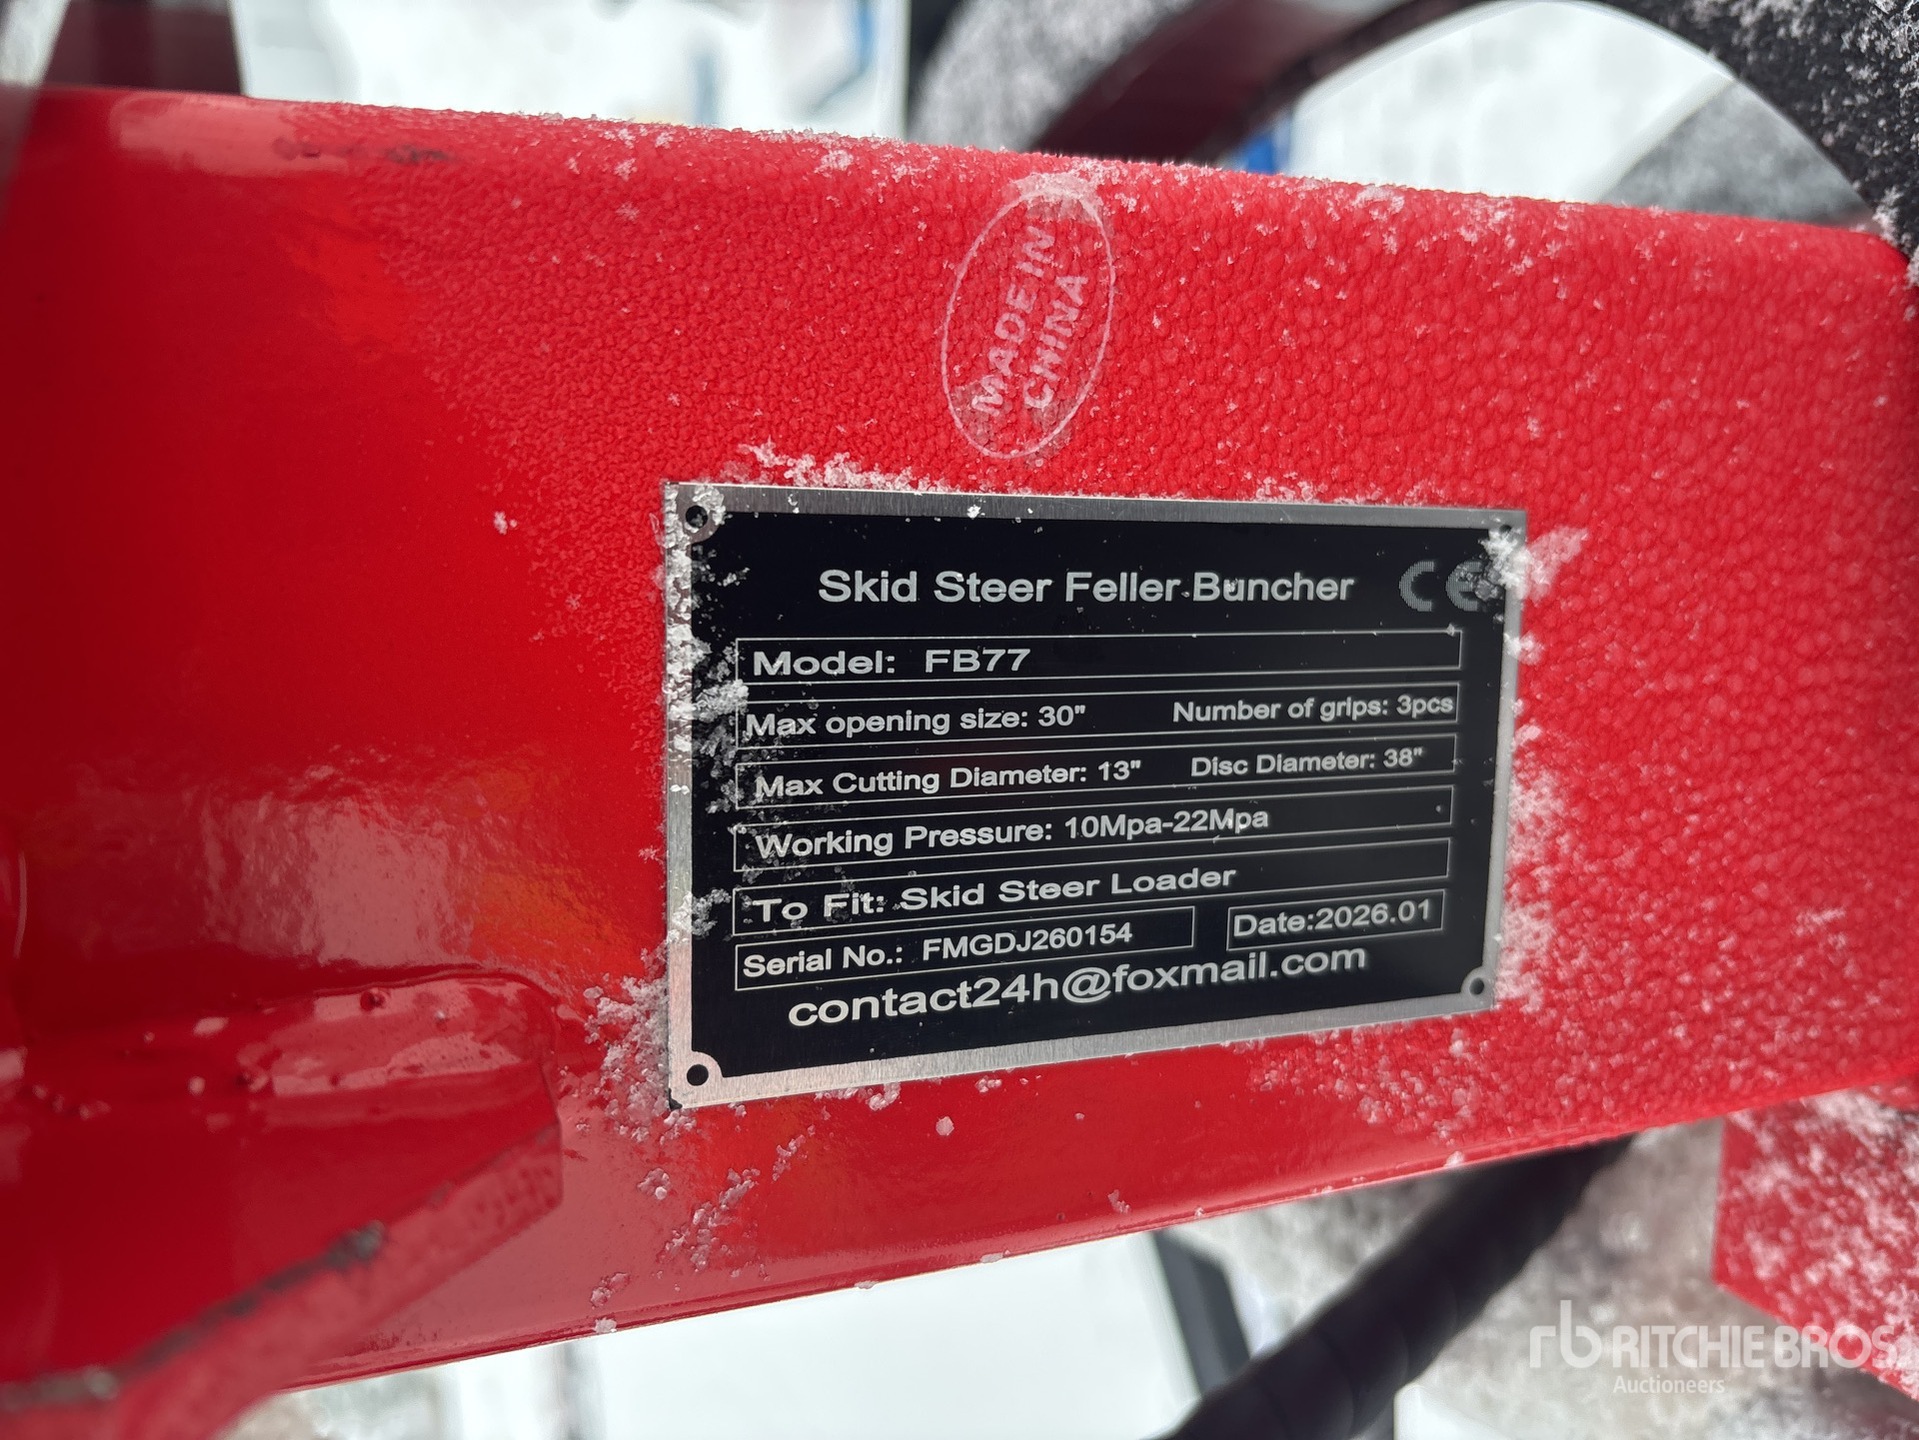 MADE IN
CHINA
Skid Steer Feller Buncher CE
Model: FB77
Max opening size: 30" Number of grips: 3pcs
Max Cutting Diameter: 13" Disc Diameter: 38"
Working Pressure: 10Mpa-22Mpa
To Fit: Skid Steer Loader
Serial No.: FMGDJ260154 Date:2026.01
contact24h@foxmail.com
rb RITCHIE BROS
Auctioneers